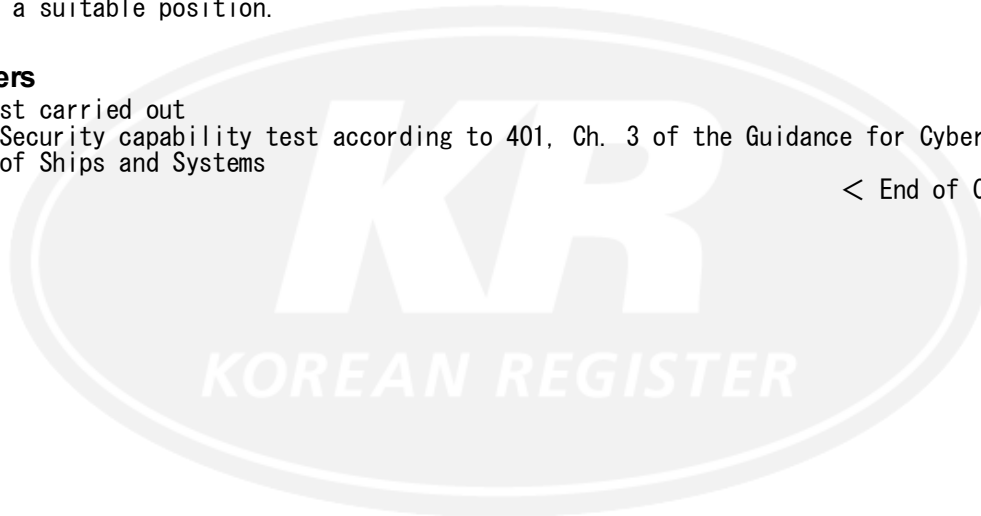 a suitable position.
ers
st carried out
Security capability test according to 401, Ch. 3 of the Guidance for Cyber
of Ships and Systems
< End of C
KR
KOREAN REGISTER